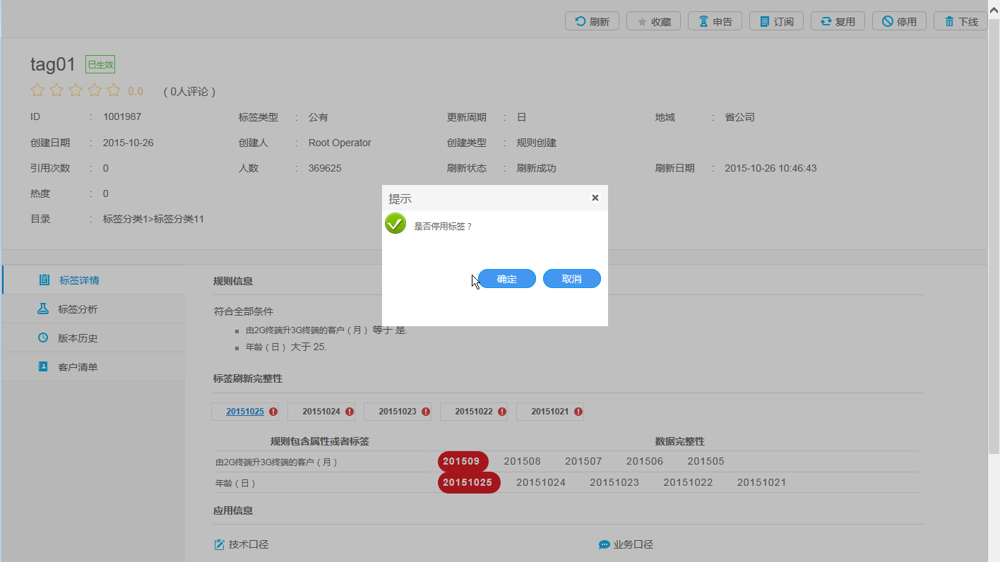 刷新 收藏 申告 订阅 复用 停用 下线
tag01 已生效
0.0 ( 0人评论 )
ID : 1001987 标签类型 : 公有 更新周期 : 日 地域 : 省公司
创建日期 : 2015-10-26 创建人 : Root Operator 创建类型 : 规则创建
引用次数 : 0 人数 : 369625 刷新状态 : 刷新成功 刷新日期 : 2015-10-26 10:46:43
热度 : 0
目录 : 标签分类1>标签分类11
提示
是否停用标签？
确定 取消
标签详情
标签分析
版本历史
客户清单
规则信息
符合全部条件
由2G终端升3G终端的客户（月） 等于 是.
年龄（日） 大于 25.
标签刷新完整性
20151025 20151024 20151023 20151022 20151021
规则包含属性或者标签 数据完整性
由2G终端升3G终端的客户（月） 201509 201508 201507 201506 201505
年龄（日） 20151025 20151024 20151023 20151022 20151021
应用信息
技术口径 业务口径